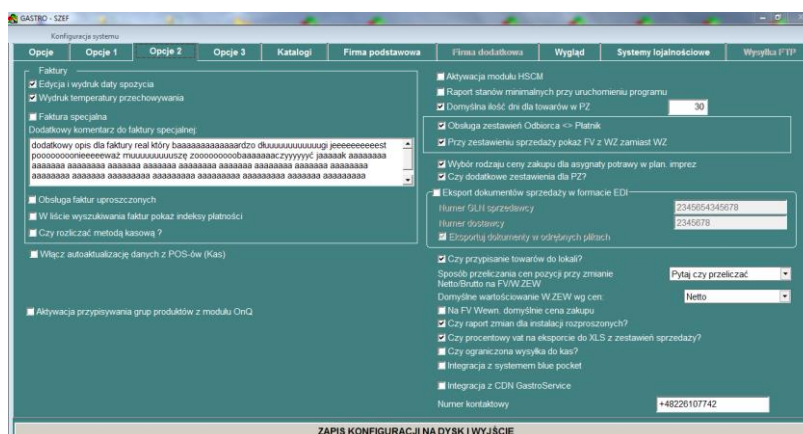 GASTRO - SZEF
Konfiguracja systemu
Opcje Opcje 1 Opcje 2 Opcje 3 Katalogi Firma podstawowa Firma dodatkowa Wygląd Systemy lojalnościowe Wysyłka FTP
Faktury
Edycja i wydruk daty spożycia
Wydruk temperatury przechowywania
Faktura specjalna
Dodatkowy komentarz do faktury specjalnej:
dodatkowy opis dla faktury real który baaaaaaaaaaaardzo dłuuuuuuuuuuuugi jeeeeeeeeeest
pooooooooonieeeeeważ muuuuuuuuuszę zooooooooobaaaaaaaczyyyyyyć jaaaaak aaaaaaaa
aaaaaaa aaaaaaaa aaaaaaa aaaaaaa aaaaaaaa aaaaaaa aaaaaaa aaaaaaa aaaaaaaa
aaaaaaaa aaaaaaaa aaaaaaaaa aaaaaaaaa aaaaaaaaa aaaaaaaaa aaaaaaa aaaaaaaaa
Obsługa faktur uproszczonych
W liście wyszukiwania faktur pokaż indeksy płatności
Czy rozliczać metodą kasową ?
Włącz autoaktualizację danych z POS-ów (Kas)
Aktywacja przypisywania grup produktów z modułu OnQ
Aktywacja modułu HSCM
Raport stanów minimalnych przy uruchomieniu programu
Domyślna ilość dni dla towarów w PZ 30
Obsługa zestawień Odbiorca <> Płatnik
Przy zestawieniu sprzedaży pokaż FV z WZ zamiast WZ
Wybór rodzaju ceny zakupu dla asygnaty potrawy w plan. imprez
Czy dodatkowe zestawienia dla PZ?
Eksport dokumentów sprzedaży w formacie EDI
Numer GLN sprzedawcy 2345654345678
Numer dostawcy 2345678
Eksportuj dokumenty w odrębnych plikach
Czy przypisanie towarów do lokali?
Sposób przeliczania cen pozycji przy zmianie
Netto/Brutto na FV/W.ZEW Pytaj czy przeliczać
Domyślne wartościowanie W.ZEW wg cen: Netto
Na FV Wewn. domyślnie cena zakupu
Czy raport zmian dla instalacji rozproszonych?
Czy procentowy vat na eksporcie do XLS z zestawień sprzedaży?
Czy ograniczona wysyłka do kas?
Integracja z systemem blue pocket
Integracja z CDN GastroService
Numer kontaktowy +48226107742
ZAPIS KONFIGURACJI NA DYSK I WYJŚCIE